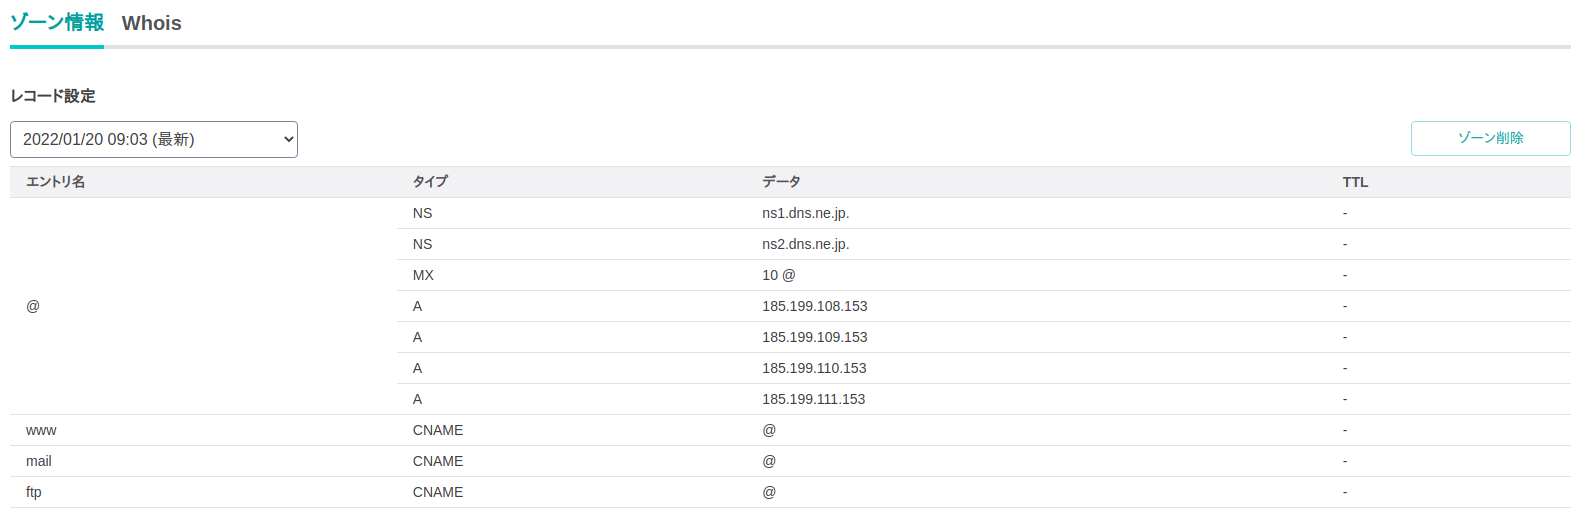 ゾーン情報 Whois
レコード設定
2022/01/20 09:03 (最新)
ゾーン削除
エントリ名 タイプ データ TTL
@
NS ns1.dns.ne.jp. -
NS ns2.dns.ne.jp. -
MX 10 @ -
A 185.199.108.153 -
A 185.199.109.153 -
A 185.199.110.153 -
A 185.199.111.153 -
www CNAME @ -
mail CNAME @ -
ftp CNAME @ -